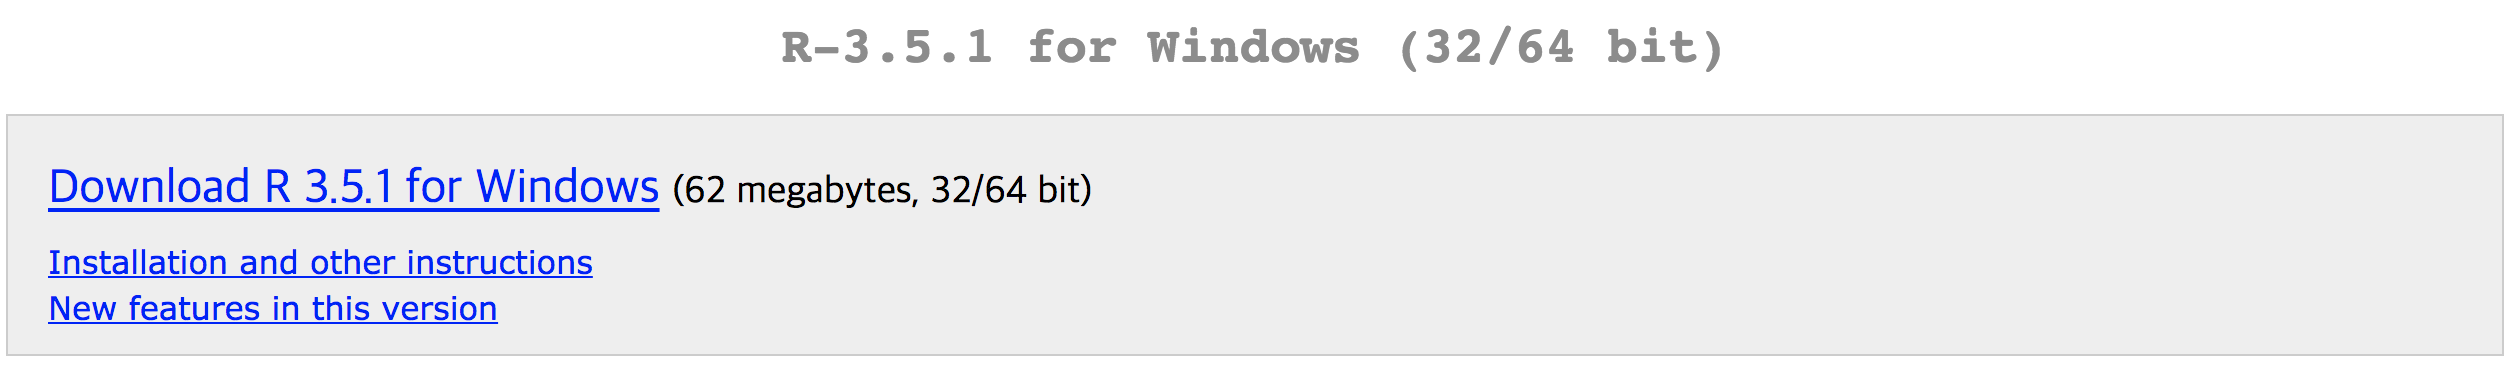 R-3.5.1 for Windows (32/64 bit)
Download R 3.5.1 for Windows (62 megabytes, 32/64 bit)
Installation and other instructions
New features in this version